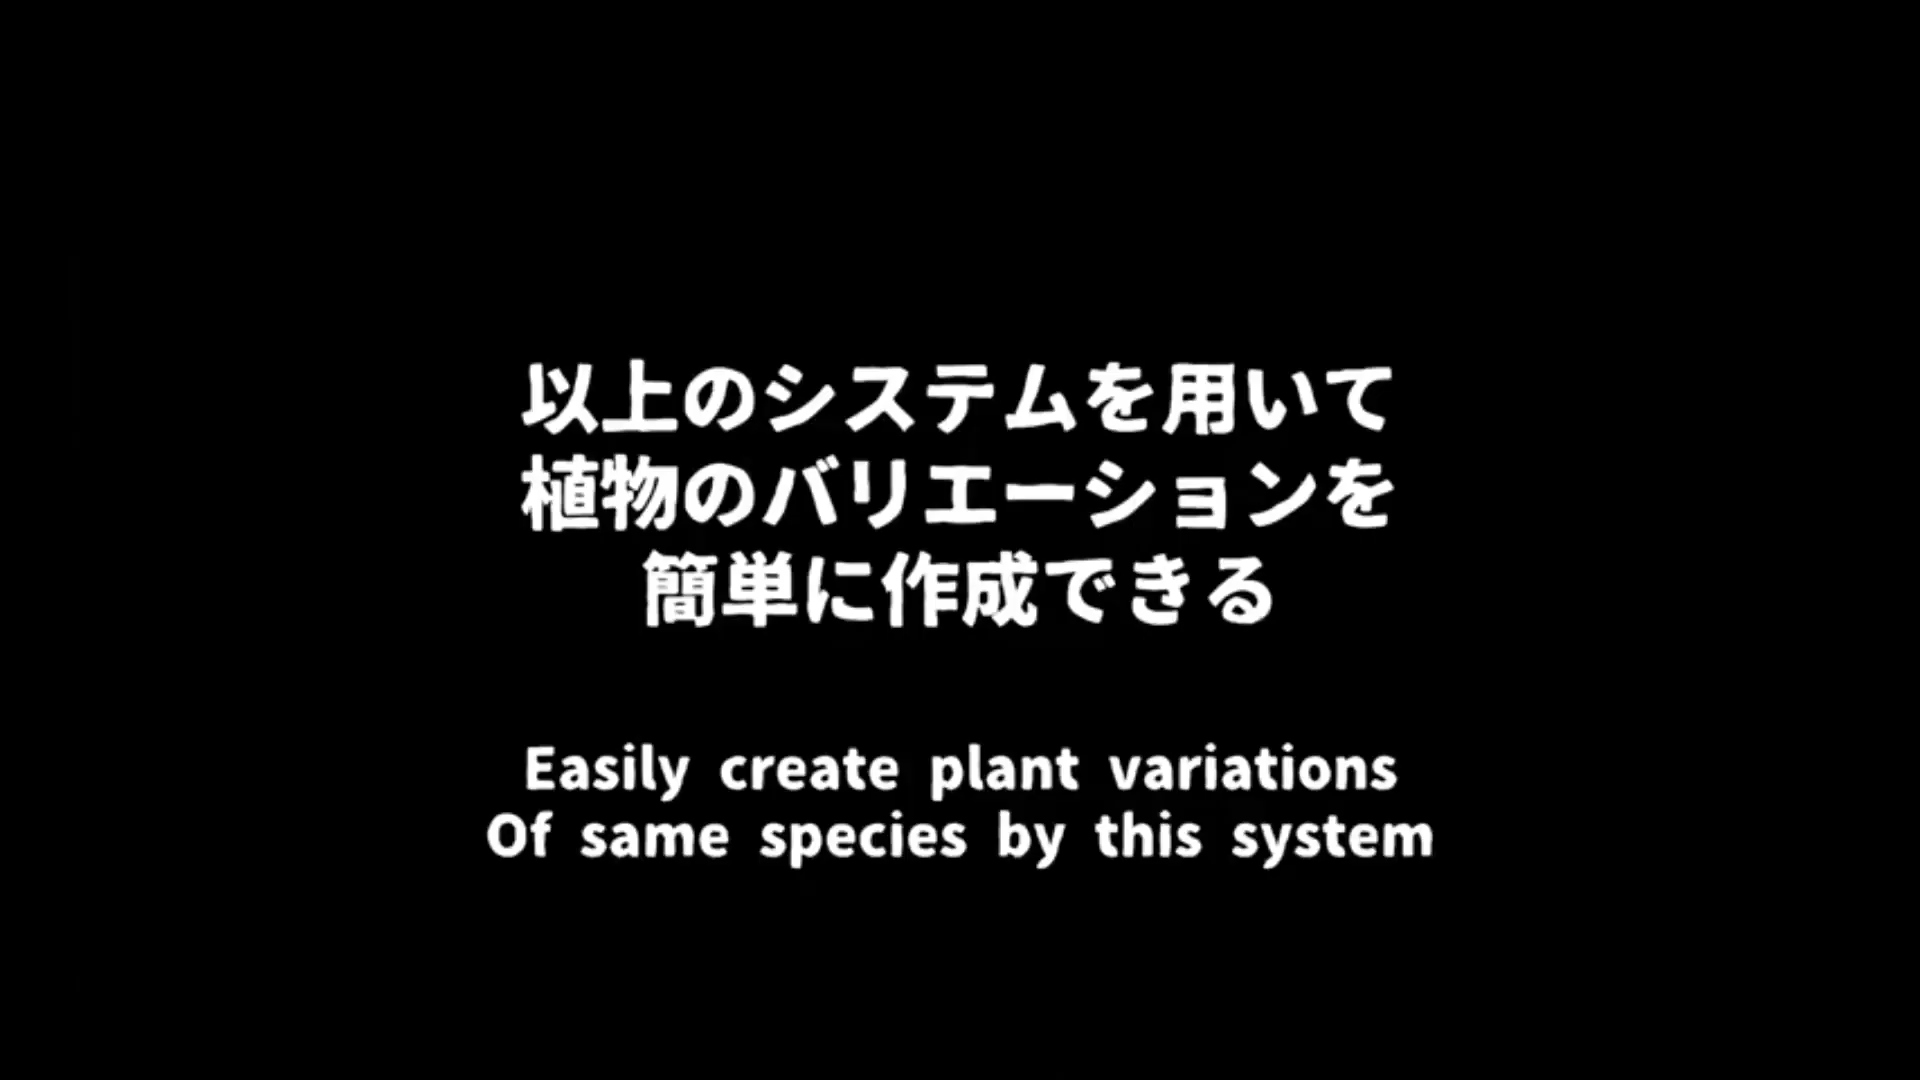 以上のシステムを用いて
植物のバリエーションを
簡単に作成できる
Easily create plant variations
Of same species by this system